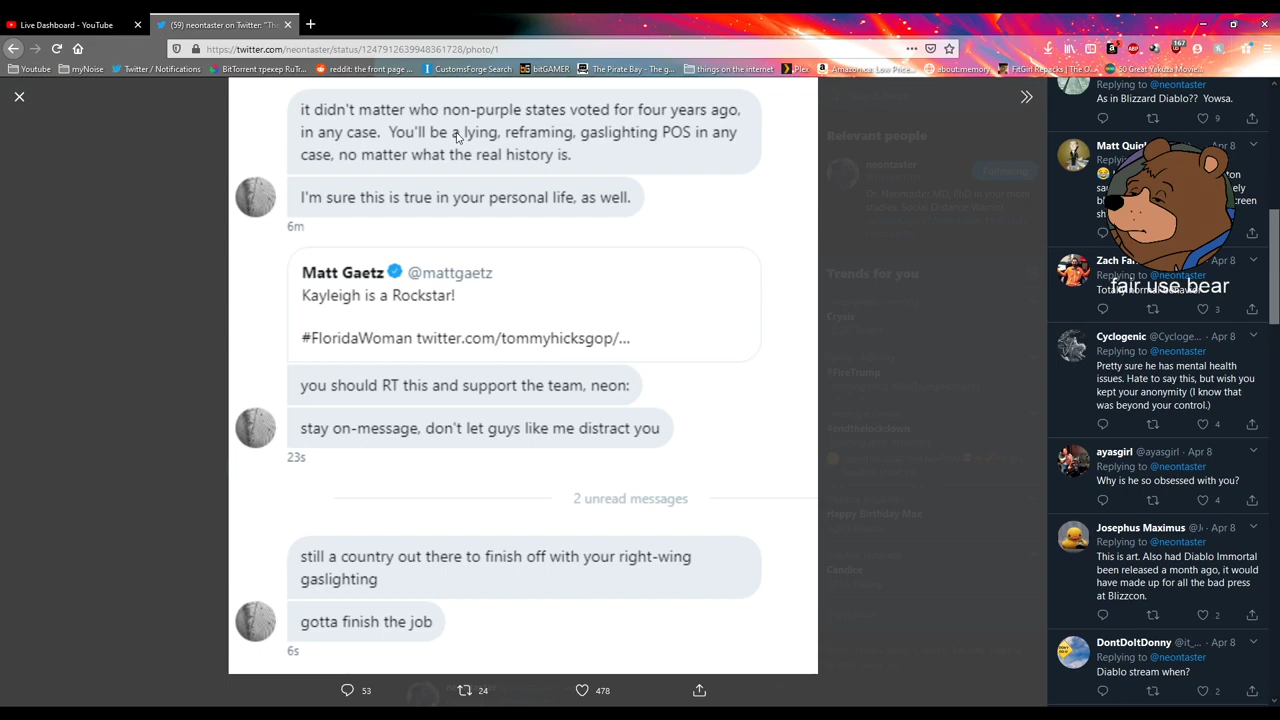 Live Dashboard - YouTube
(59) neontaster on Twitter: "The
https://twitter.com/neontaster/status/1247912639948361728/photo/1
Youtube
myNoise
Twitter / Notifications
BitTorrent трекер RuTr...
reddit: the front page ...
CustomsForge Search
bitGAMER
The Pirate Bay - The g...
things on the internet
Plex
Amazon.ca: Low Price...
about:memory
FitGirl Repacks | The O...
50 Great Yakuza Movie...
167
it didn't matter who non-purple states voted for four years ago,
in any case. You'll be a lying, reframing, gaslighting POS in any
case, no matter what the real history is.
I'm sure this is true in your personal life, as well.
6m
Matt Gaetz @mattgaetz
Kayleigh is a Rockstar!
#FloridaWoman twitter.com/tommyhicksgop/...
you should RT this and support the team, neon:
stay on-message, don't let guys like me distract you
23s
2 unread messages
still a country out there to finish off with your right-wing
gaslighting
gotta finish the job
6s
53
24
478
Relevant people
neontaster
Following
Dr. Neontaster MD, PhD in your mom
studies. Social Distance Warrior.
Trends for you
Crysis
#FireTrump
#endthelockdown
Happy Birthday Max
Candice
As in Blizzard Diablo?? Yowsa.
9
Matt Quig
Apr 8
Replying
fair use bear
Zach Far
Apr 8
Replying to @neontaster
Totally normal behavior.
3
Cyclogenic @Cycloge... · Apr 8
Replying to @neontaster
Pretty sure he has mental health
issues. Hate to say this, but wish you
kept your anonymity (I know that
was beyond your control.)
4
ayasgirl @ayasgirl · Apr 8
Replying to @neontaster
Why is he so obsessed with you?
4
Josephus Maximus @J... · Apr 8
Replying to @neontaster
This is art. Also had Diablo Immortal
been released a month ago, it would
have made up for all the bad press
at Blizzcon.
2
DontDoItDonny @it_... · Apr 8
Replying to @neontaster
Diablo stream when?
2